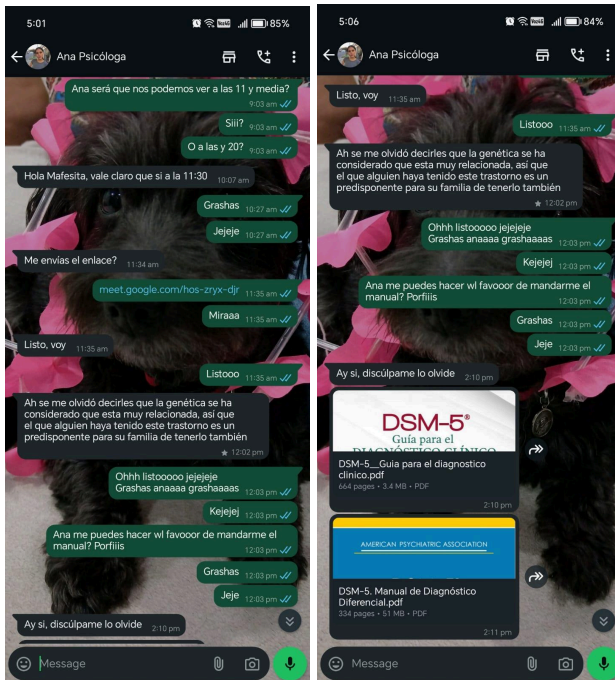 5:01
Vo4G
85%
Ana Psicóloga
Ana será que nos podemos ver a las 11 y media?
9:03 am
Siii?
9:03 am
O a las y 20?
9:03 am
Hola Mafesita, vale claro que si a la 11:30
10:07 am
Grashas
10:27 am
Jejeje
10:27 am
Me envías el enlace?
11:34 am
meet.google.com/hos-zryx-djr
11:35 am
Miraaa
11:35 am
Listo, voy
11:35 am
Listooo
11:35 am
Ah se me olvidó decirles que la genética se ha
considerado que esta muy relacionada, así que
el que alguien haya tenido este trastorno es un
predisponente para su familia de tenerlo también
12:02 pm
Ohhh listooooo jejejeje
Grashas anaaaa grashaaaas
12:03 pm
Kejejej
12:03 pm
Ana me puedes hacer wl favooor de mandarme el
manual? Porfiiis
12:03 pm
Grashas
12:03 pm
Jeje
12:03 pm
Ay si, discúlpame lo olvide
2:10 pm
Message
5:06
Vo4G
84%
Ana Psicóloga
Listo, voy
11:35 am
Listooo
11:35 am
Ah se me olvidó decirles que la genética se ha
considerado que esta muy relacionada, así que
el que alguien haya tenido este trastorno es un
predisponente para su familia de tenerlo también
12:02 pm
Ohhh listooooo jejejeje
Grashas anaaaa grashaaaas
12:03 pm
Kejejej
12:03 pm
Ana me puedes hacer wl favooor de mandarme el
manual? Porfiiis
12:03 pm
Grashas
12:03 pm
Jeje
12:03 pm
Ay si, discúlpame lo olvide
2:10 pm
DSM-5®
Guía para el
DIAGNÓSTICO CLÍNICO
DSM-5__Guia para el diagnostico
clinico.pdf
664 pages • 3.4 MB • PDF
2:10 pm
AMERICAN PSYCHIATRIC ASSOCIATION
DSM-5. Manual de Diagnóstico
Diferencial.pdf
334 pages • 51 MB • PDF
2:11 pm
Message